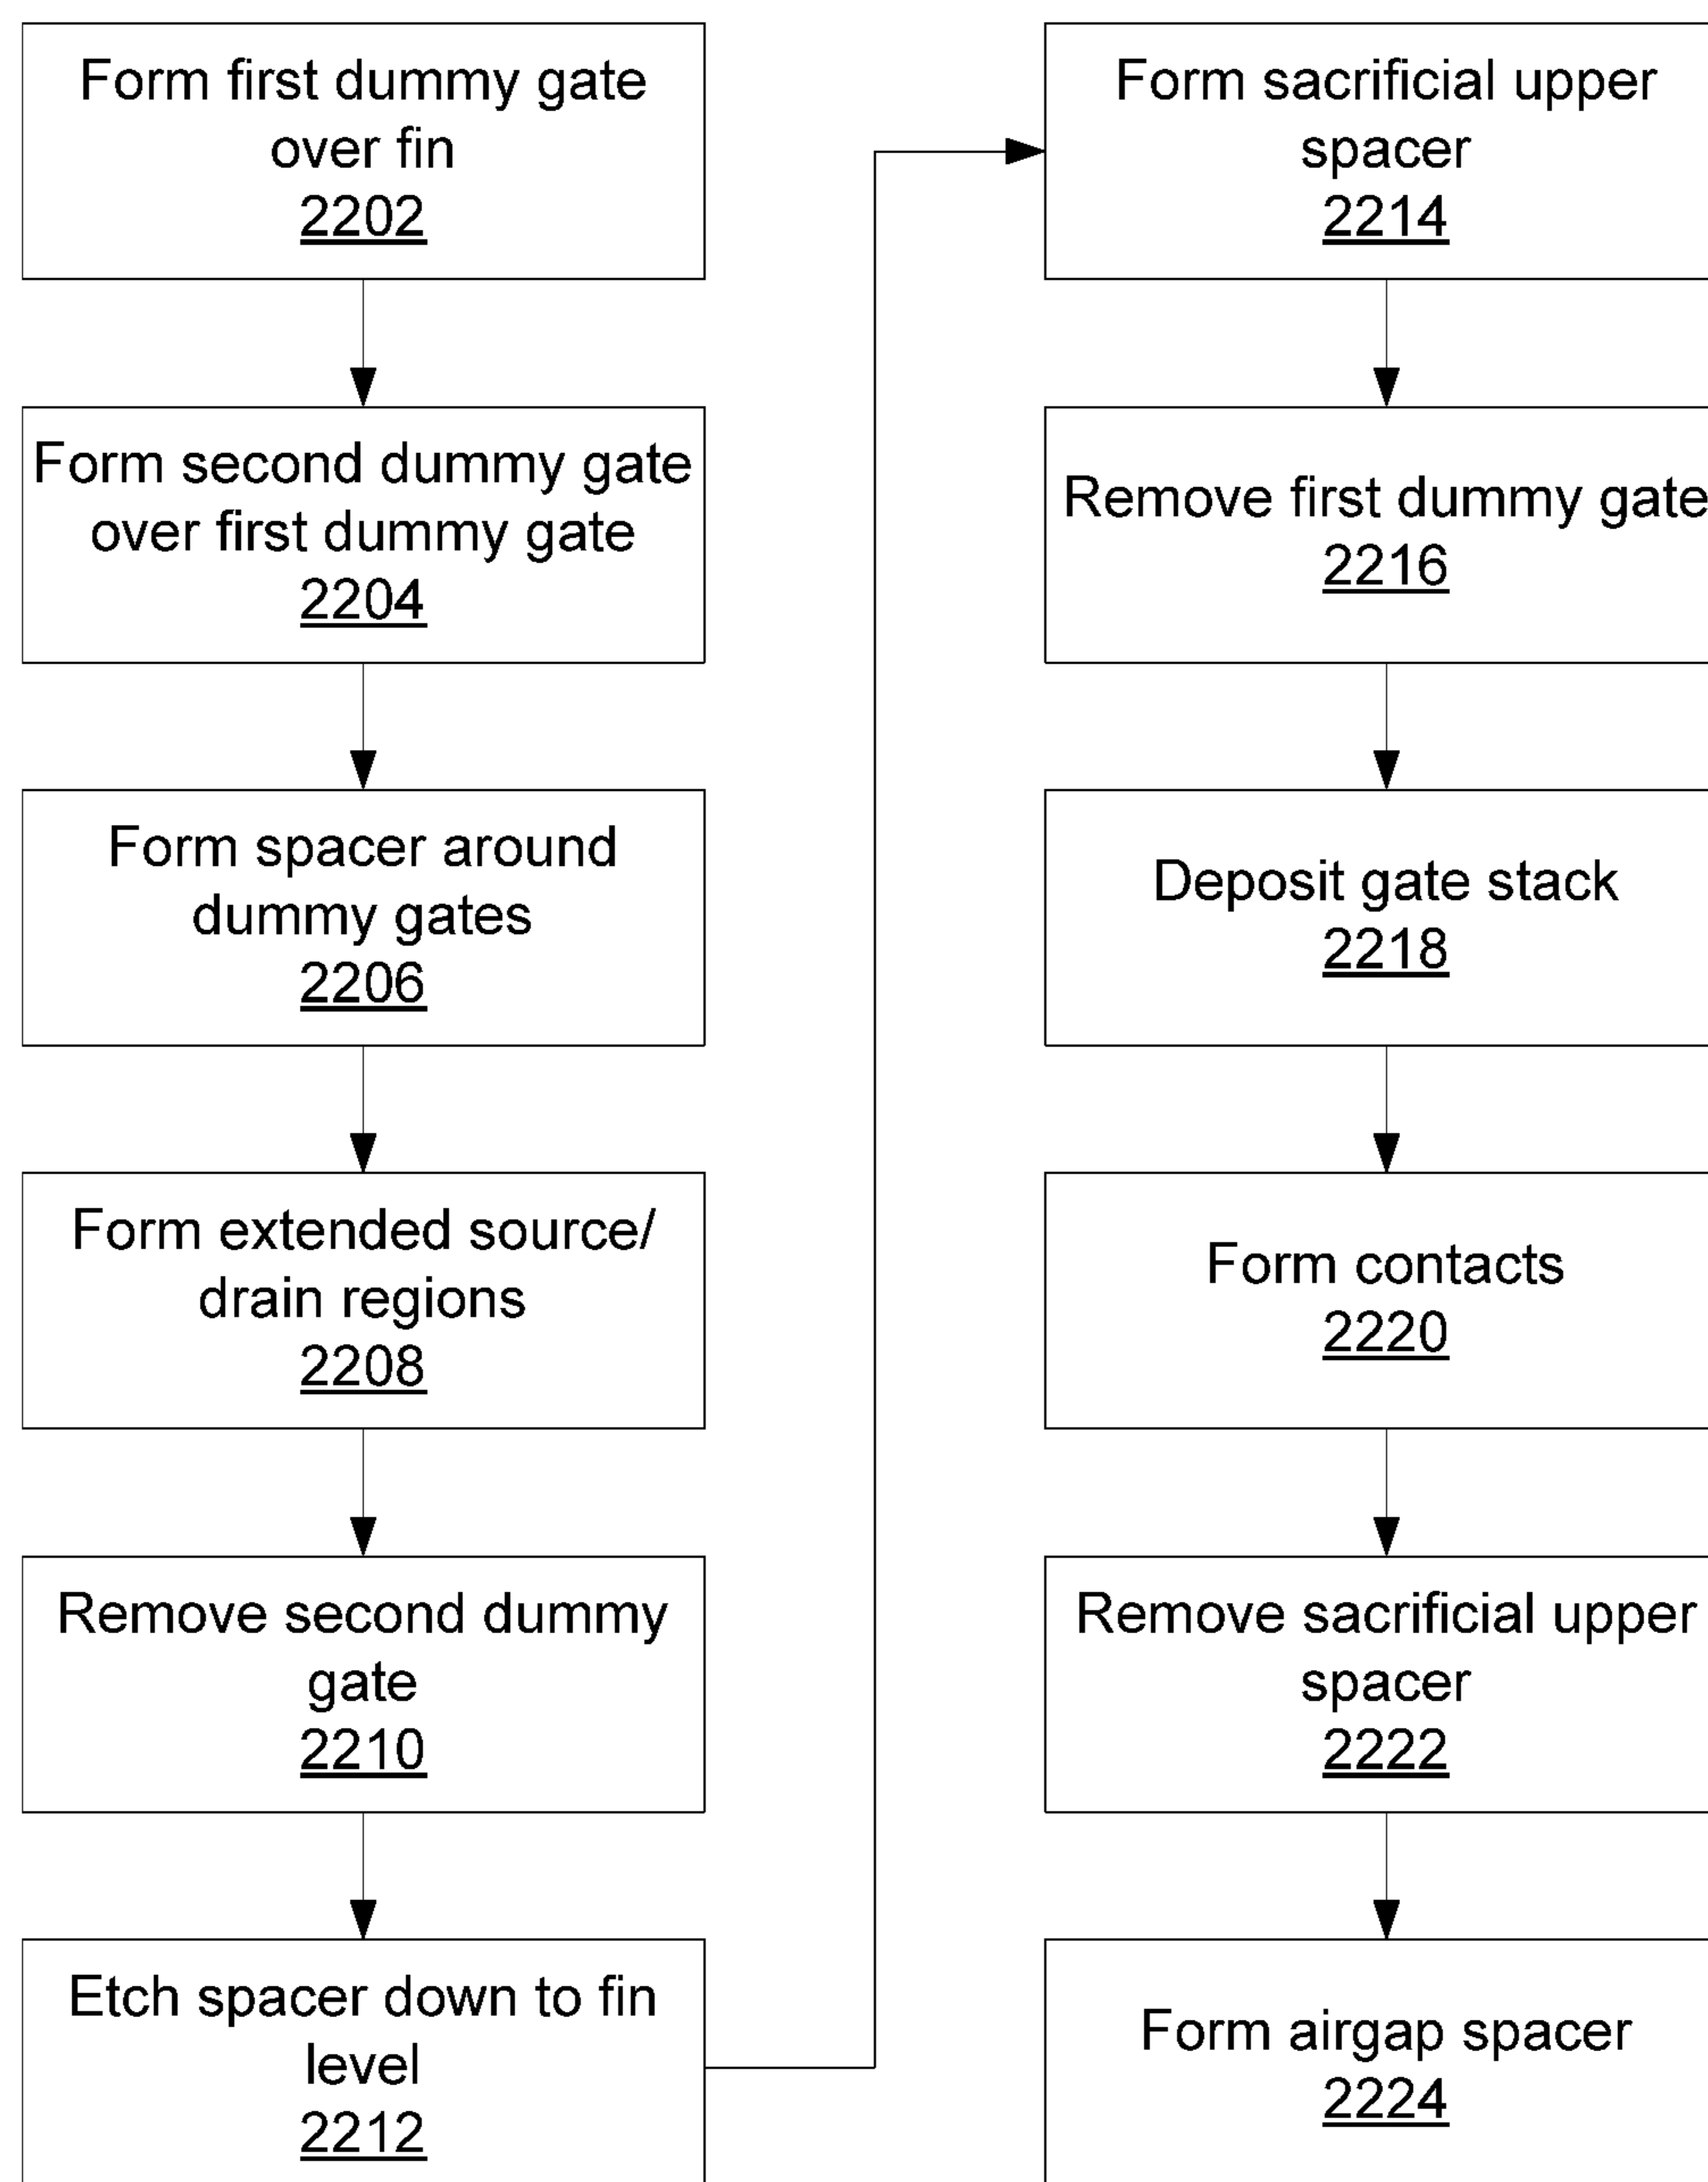 Form first dummy gate
over fin
2202
Form second dummy gate
over first dummy gate
2204
Form spacer around
dummy gates
2206
Form extended source/
drain regions
2208
Remove second dummy
gate
2210
Etch spacer down to fin
level
2212
Form sacrificial upper
spacer
2214
Remove first dummy gate
2216
Deposit gate stack
2218
Form contacts
2220
Remove sacrificial upper
spacer
2222
Form airgap spacer
2224